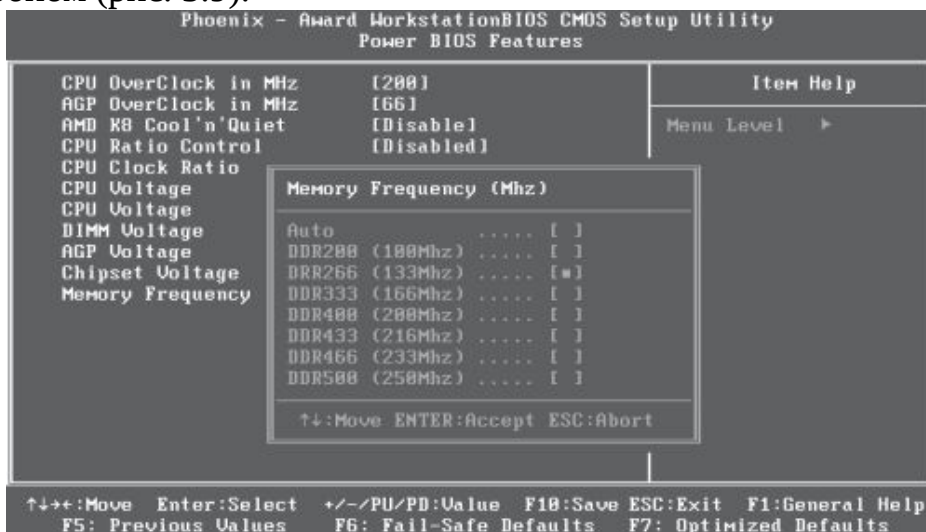 Phoenix - Award WorkstationBIOS CMOS Setup Utility
Power BIOS Features
CPU OverClock in MHz [200]
AGP OverClock in MHz [66]
AMD K8 Cool'n'Quiet [Disable]
CPU Ratio Control [Disabled]
CPU Clock Ratio
CPU Voltage
CPU Voltage
DIMM Voltage
AGP Voltage
Chipset Voltage
Memory Frequency
Memory Frequency (Mhz)
Auto ..... [ ]
DDR200 (100Mhz) ..... [ ]
DRR266 (133Mhz) ..... [■]
DDR333 (166Mhz) ..... [ ]
DDR400 (200Mhz) ..... [ ]
DDR433 (216Mhz) ..... [ ]
DDR466 (233Mhz) ..... [ ]
DDR500 (250Mhz) ..... [ ]
↑↓:Move ENTER:Accept ESC:Abort
Item Help
Menu Level ►
↑↓→←:Move Enter:Select +/-/PU/PD:Value F10:Save ESC:Exit F1:General Help
F5: Previous Values F6: Fail-Safe Defaults F7: Optimized Defaults